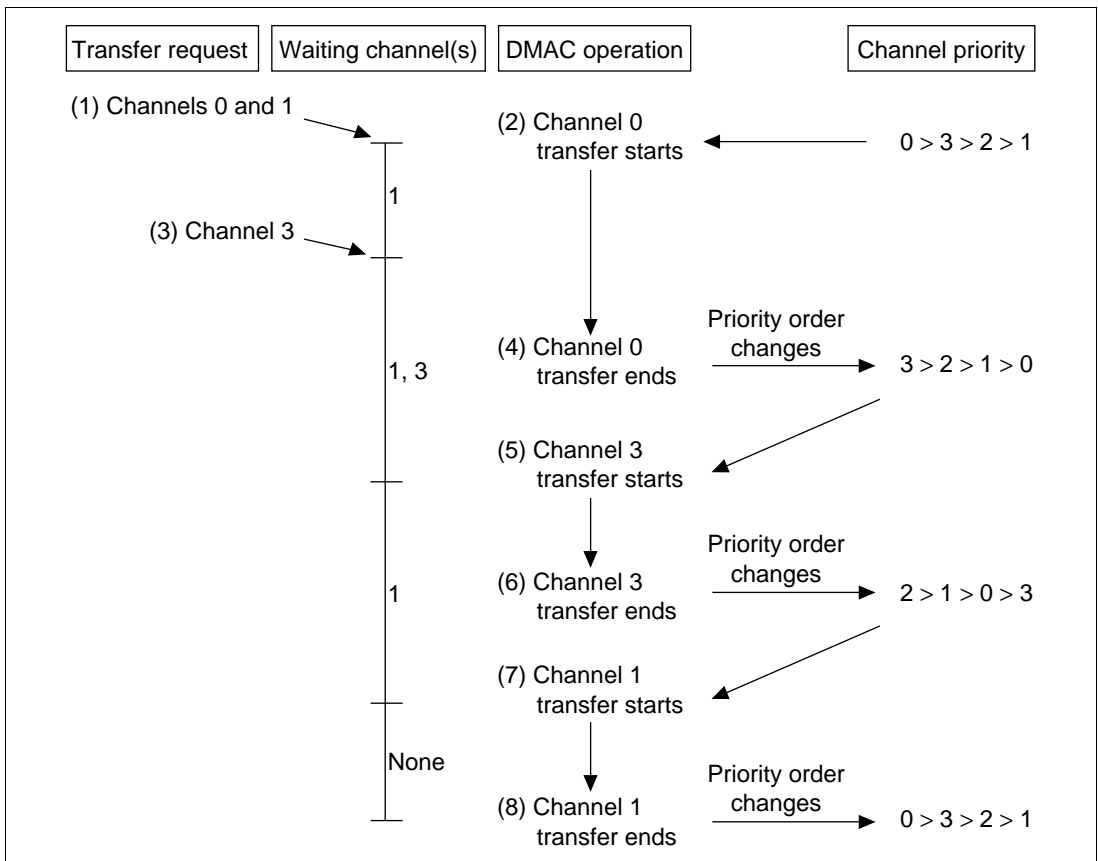 Transfer request
Waiting channel(s)
DMAC operation
Channel priority
(1) Channels 0 and 1
(2) Channel 0
transfer starts
0 > 3 > 2 > 1
1
(3) Channel 3
1, 3
(4) Channel 0
transfer ends
Priority order
changes
3 > 2 > 1 > 0
(5) Channel 3
transfer starts
1
(6) Channel 3
transfer ends
Priority order
changes
2 > 1 > 0 > 3
(7) Channel 1
transfer starts
None
(8) Channel 1
transfer ends
Priority order
changes
0 > 3 > 2 > 1